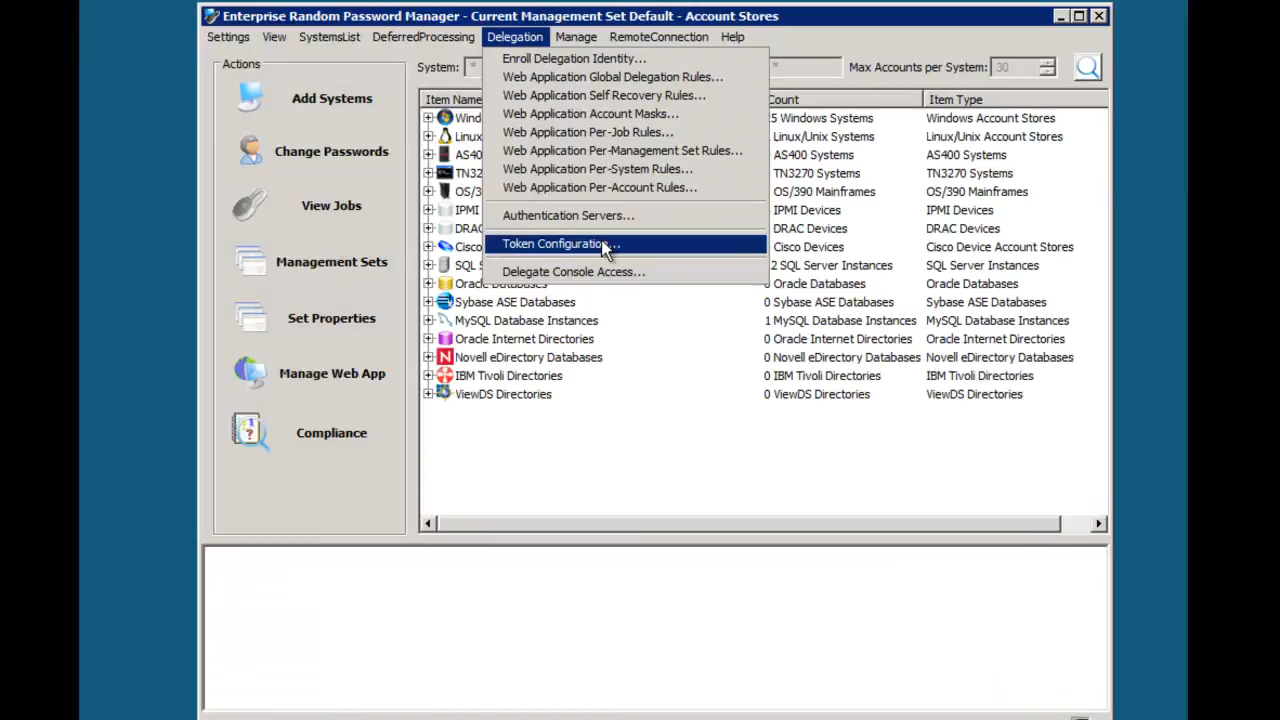 Enterprise Random Password Manager - Current Management Set Default - Account Stores
Settings View SystemsList DeferredProcessing Delegation Manage RemoteConnection Help
Actions
Add Systems
Change Passwords
View Jobs
Management Sets
Set Properties
Manage Web App
Compliance
System: * * Max Accounts per System: 30
Enroll Delegation Identity...
Web Application Global Delegation Rules...
Web Application Self Recovery Rules...
Web Application Account Masks...
Web Application Per-Job Rules...
Web Application Per-Management Set Rules...
Web Application Per-System Rules...
Web Application Per-Account Rules...
Authentication Servers...
Token Configuration...
Delegate Console Access...
Item Name Count Item Type
5 Windows Systems Windows Account Stores
Linux/Unix Systems Linux/Unix Account Stores
AS400 AS400 Systems AS400 Account Stores
TN3270 Systems TN3270 Account Stores
OS/390 Mainframes OS/390 Mainframes
IPMI IPMI Devices IPMI Devices
DRAC DRAC Devices DRAC Devices
Cisco Cisco Devices Cisco Device Account Stores
SQL 2 SQL Server Instances SQL Server Instances
Oracle Databases 0 Oracle Databases Oracle Databases
Sybase ASE Databases 0 Sybase ASE Databases Sybase ASE Databases
MySQL Database Instances 1 MySQL Database Instances MySQL Database Instances
Oracle Internet Directories 0 Oracle Internet Directories Oracle Internet Directories
Novell eDirectory Databases 0 Novell eDirectory Databases Novell eDirectory Databases
IBM Tivoli Directories 0 IBM Tivoli Directories IBM Tivoli Directories
ViewDS Directories 0 ViewDS Directories ViewDS Directories